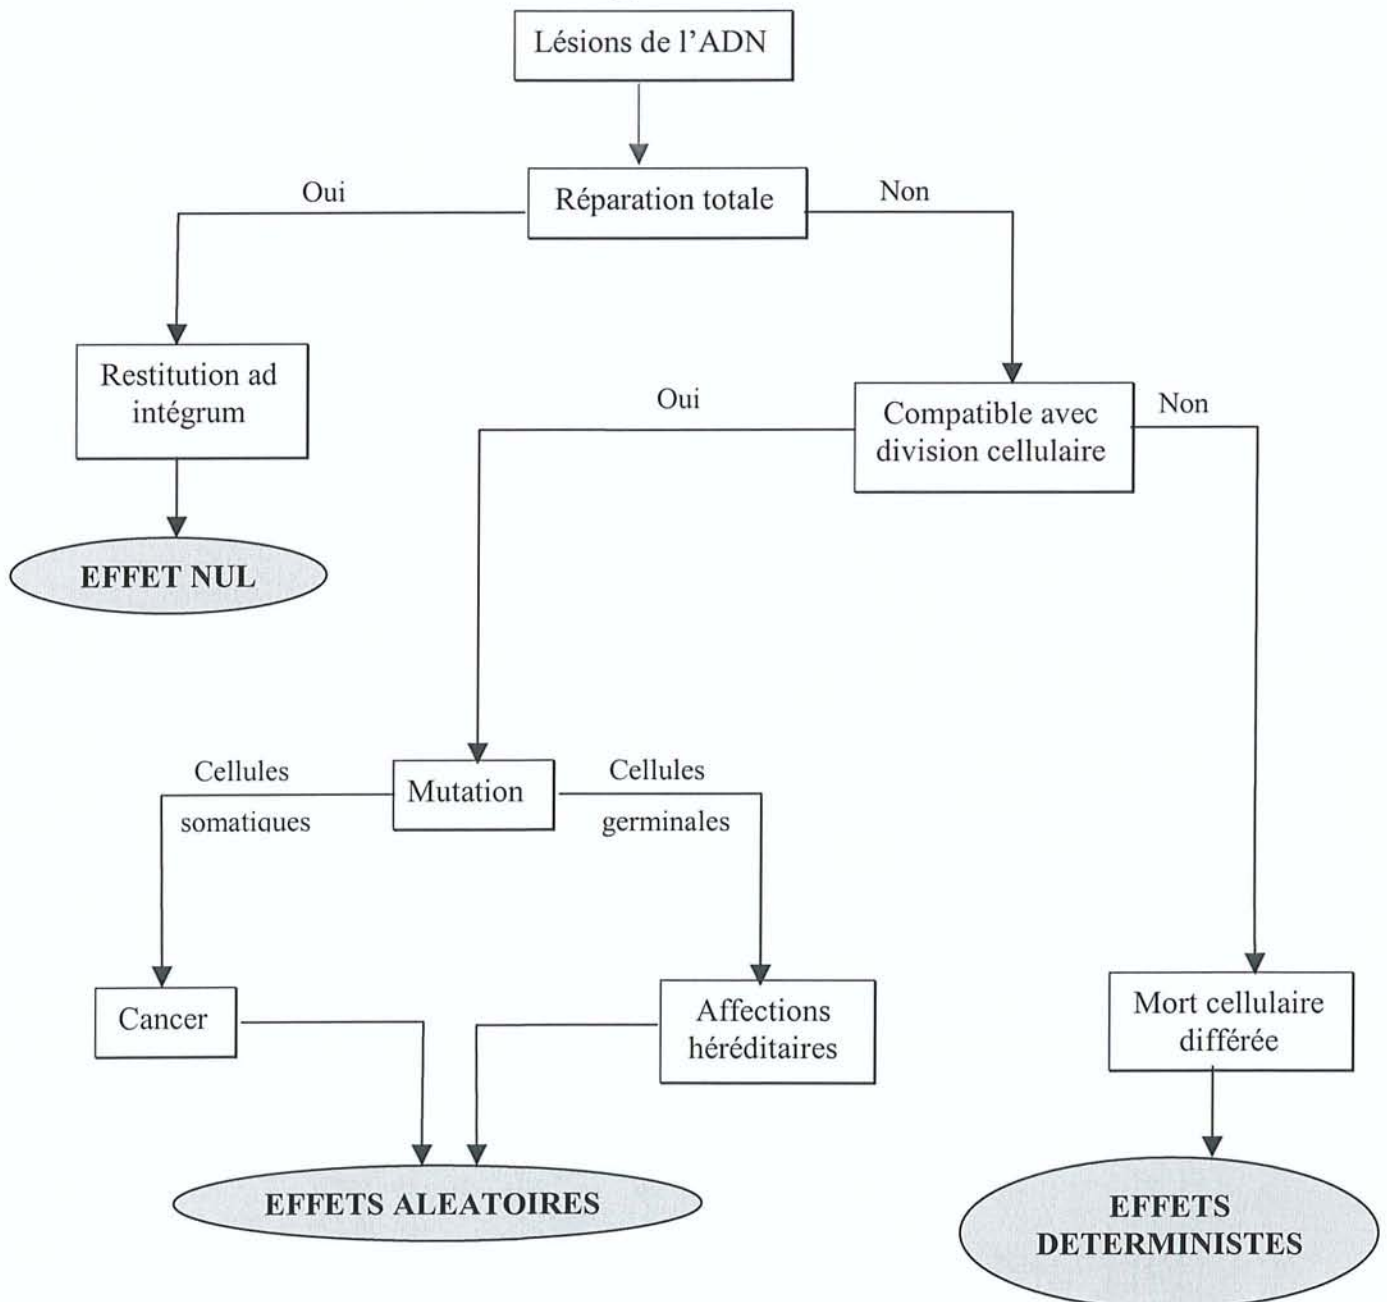 Lésions de l'ADN
Oui
Réparation totale
Non
Restitution ad
intégrum
EFFET NUL
Oui
Compatible avec
division cellulaire
Non
Cellules
somatiques
Mutation
Cellules
germinales
Cancer
Affections
héréditaires
Mort cellulaire
différée
EFFETS ALEATOIRES
EFFETS
DETERMINISTES